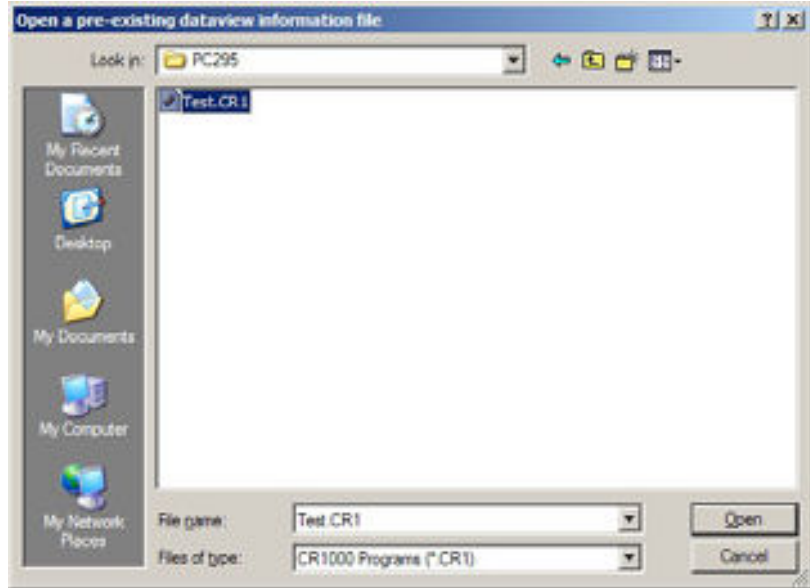 Open a pre-existing dataview information file
Look in: PC295
Test.CR1
My Recent
Documents
Desktop
My Documents
My Computer
My Network
Places
File name: Test.CR1
Open
Files of type: CR1000 Programs (*.CR1)
Cancel